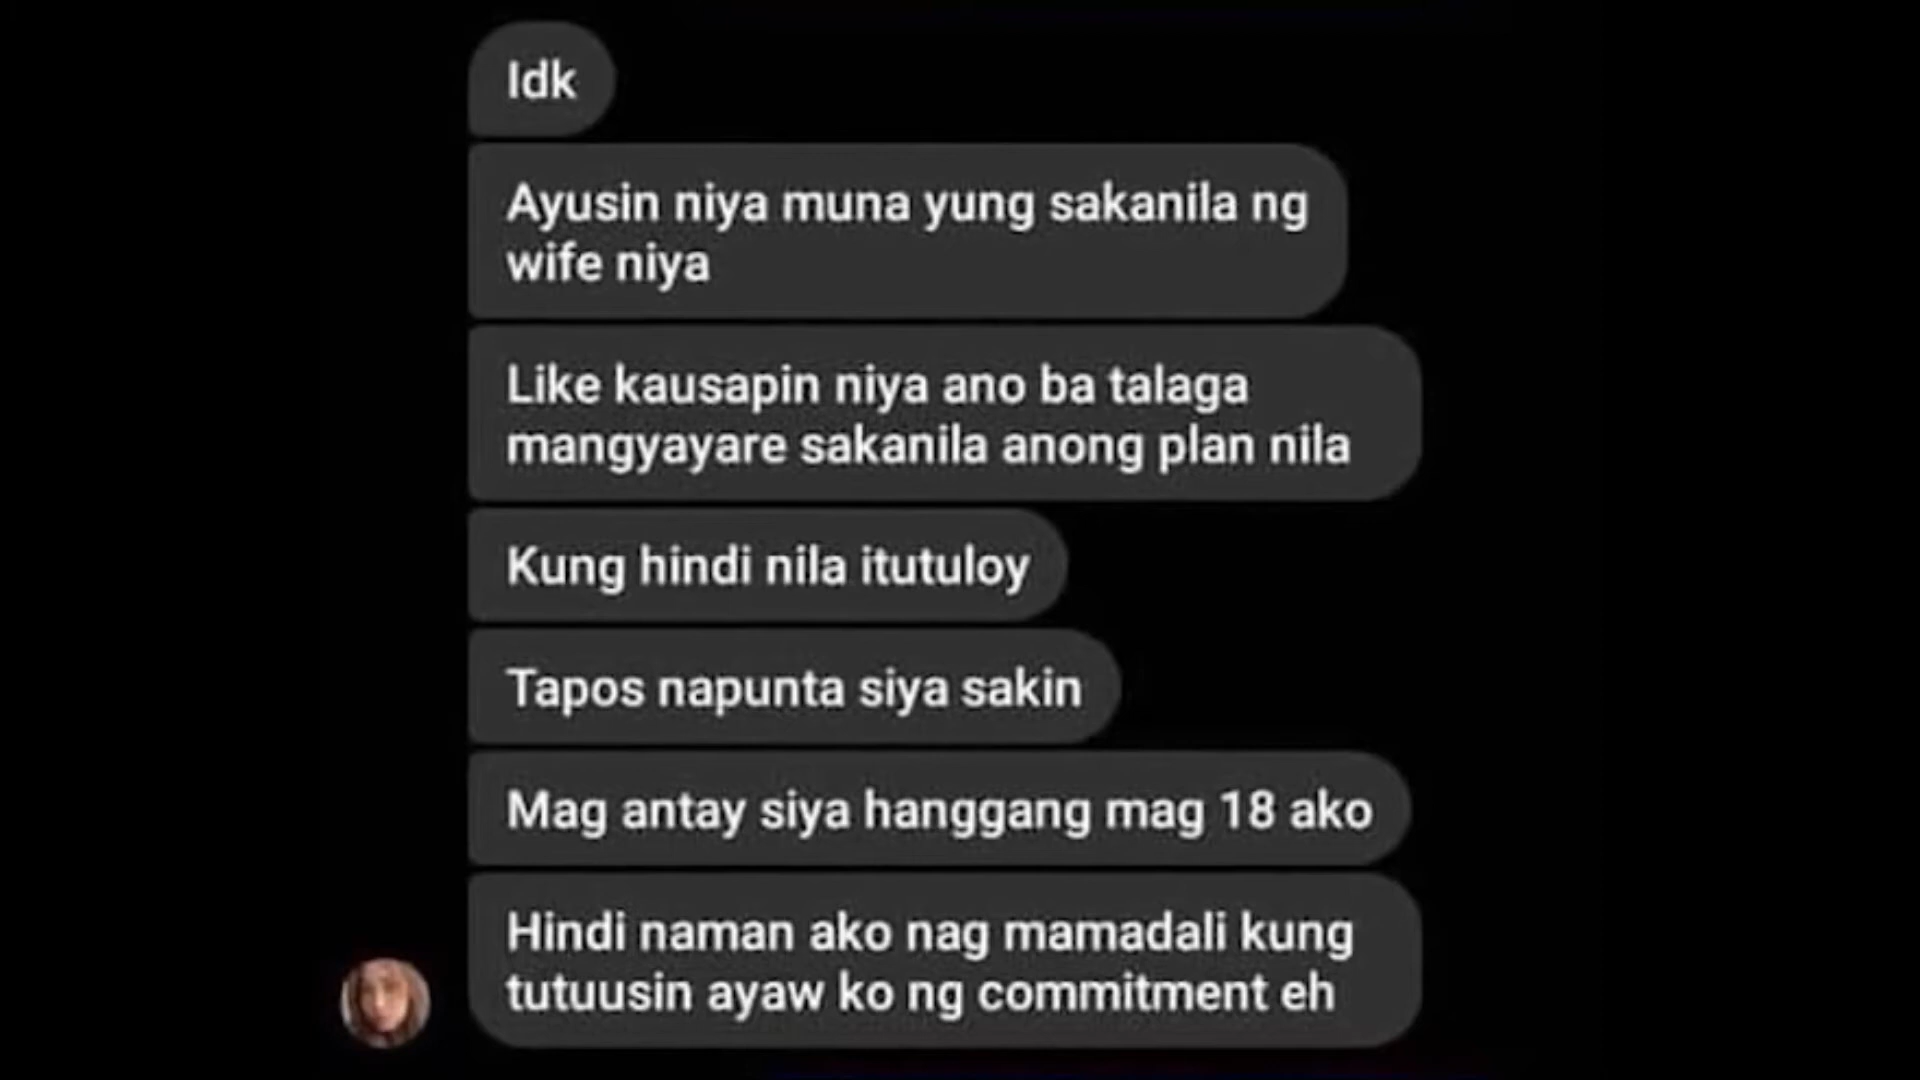 Idk
Ayusin niya muna yung sakanila ng
wife niya
Like kausapin niya ano ba talaga
mangyayare sakanila anong plan nila
Kung hindi nila itutuloy
Tapos napunta siya sakin
Mag antay siya hanggang mag 18 ako
Hindi naman ako nag mamadali kung
tutuusin ayaw ko ng commitment eh